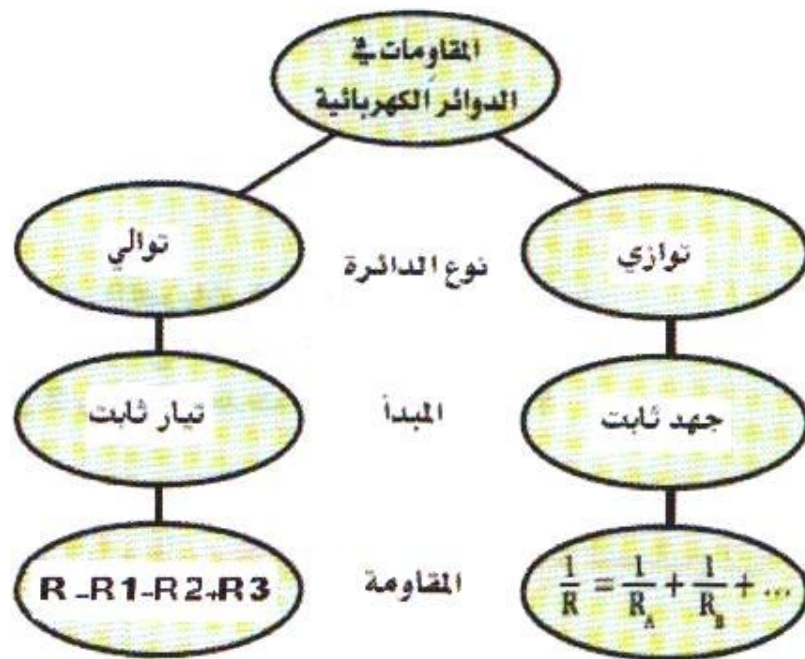 المقاومات في
الدوائر الكهربائية
توازي
نوع الدائرة
توالي
جهد ثابت
المبدأ
تيار ثابت
1/R = 1/R_A + 1/R_B + ...
المقاومة
R -R1-R2+R3